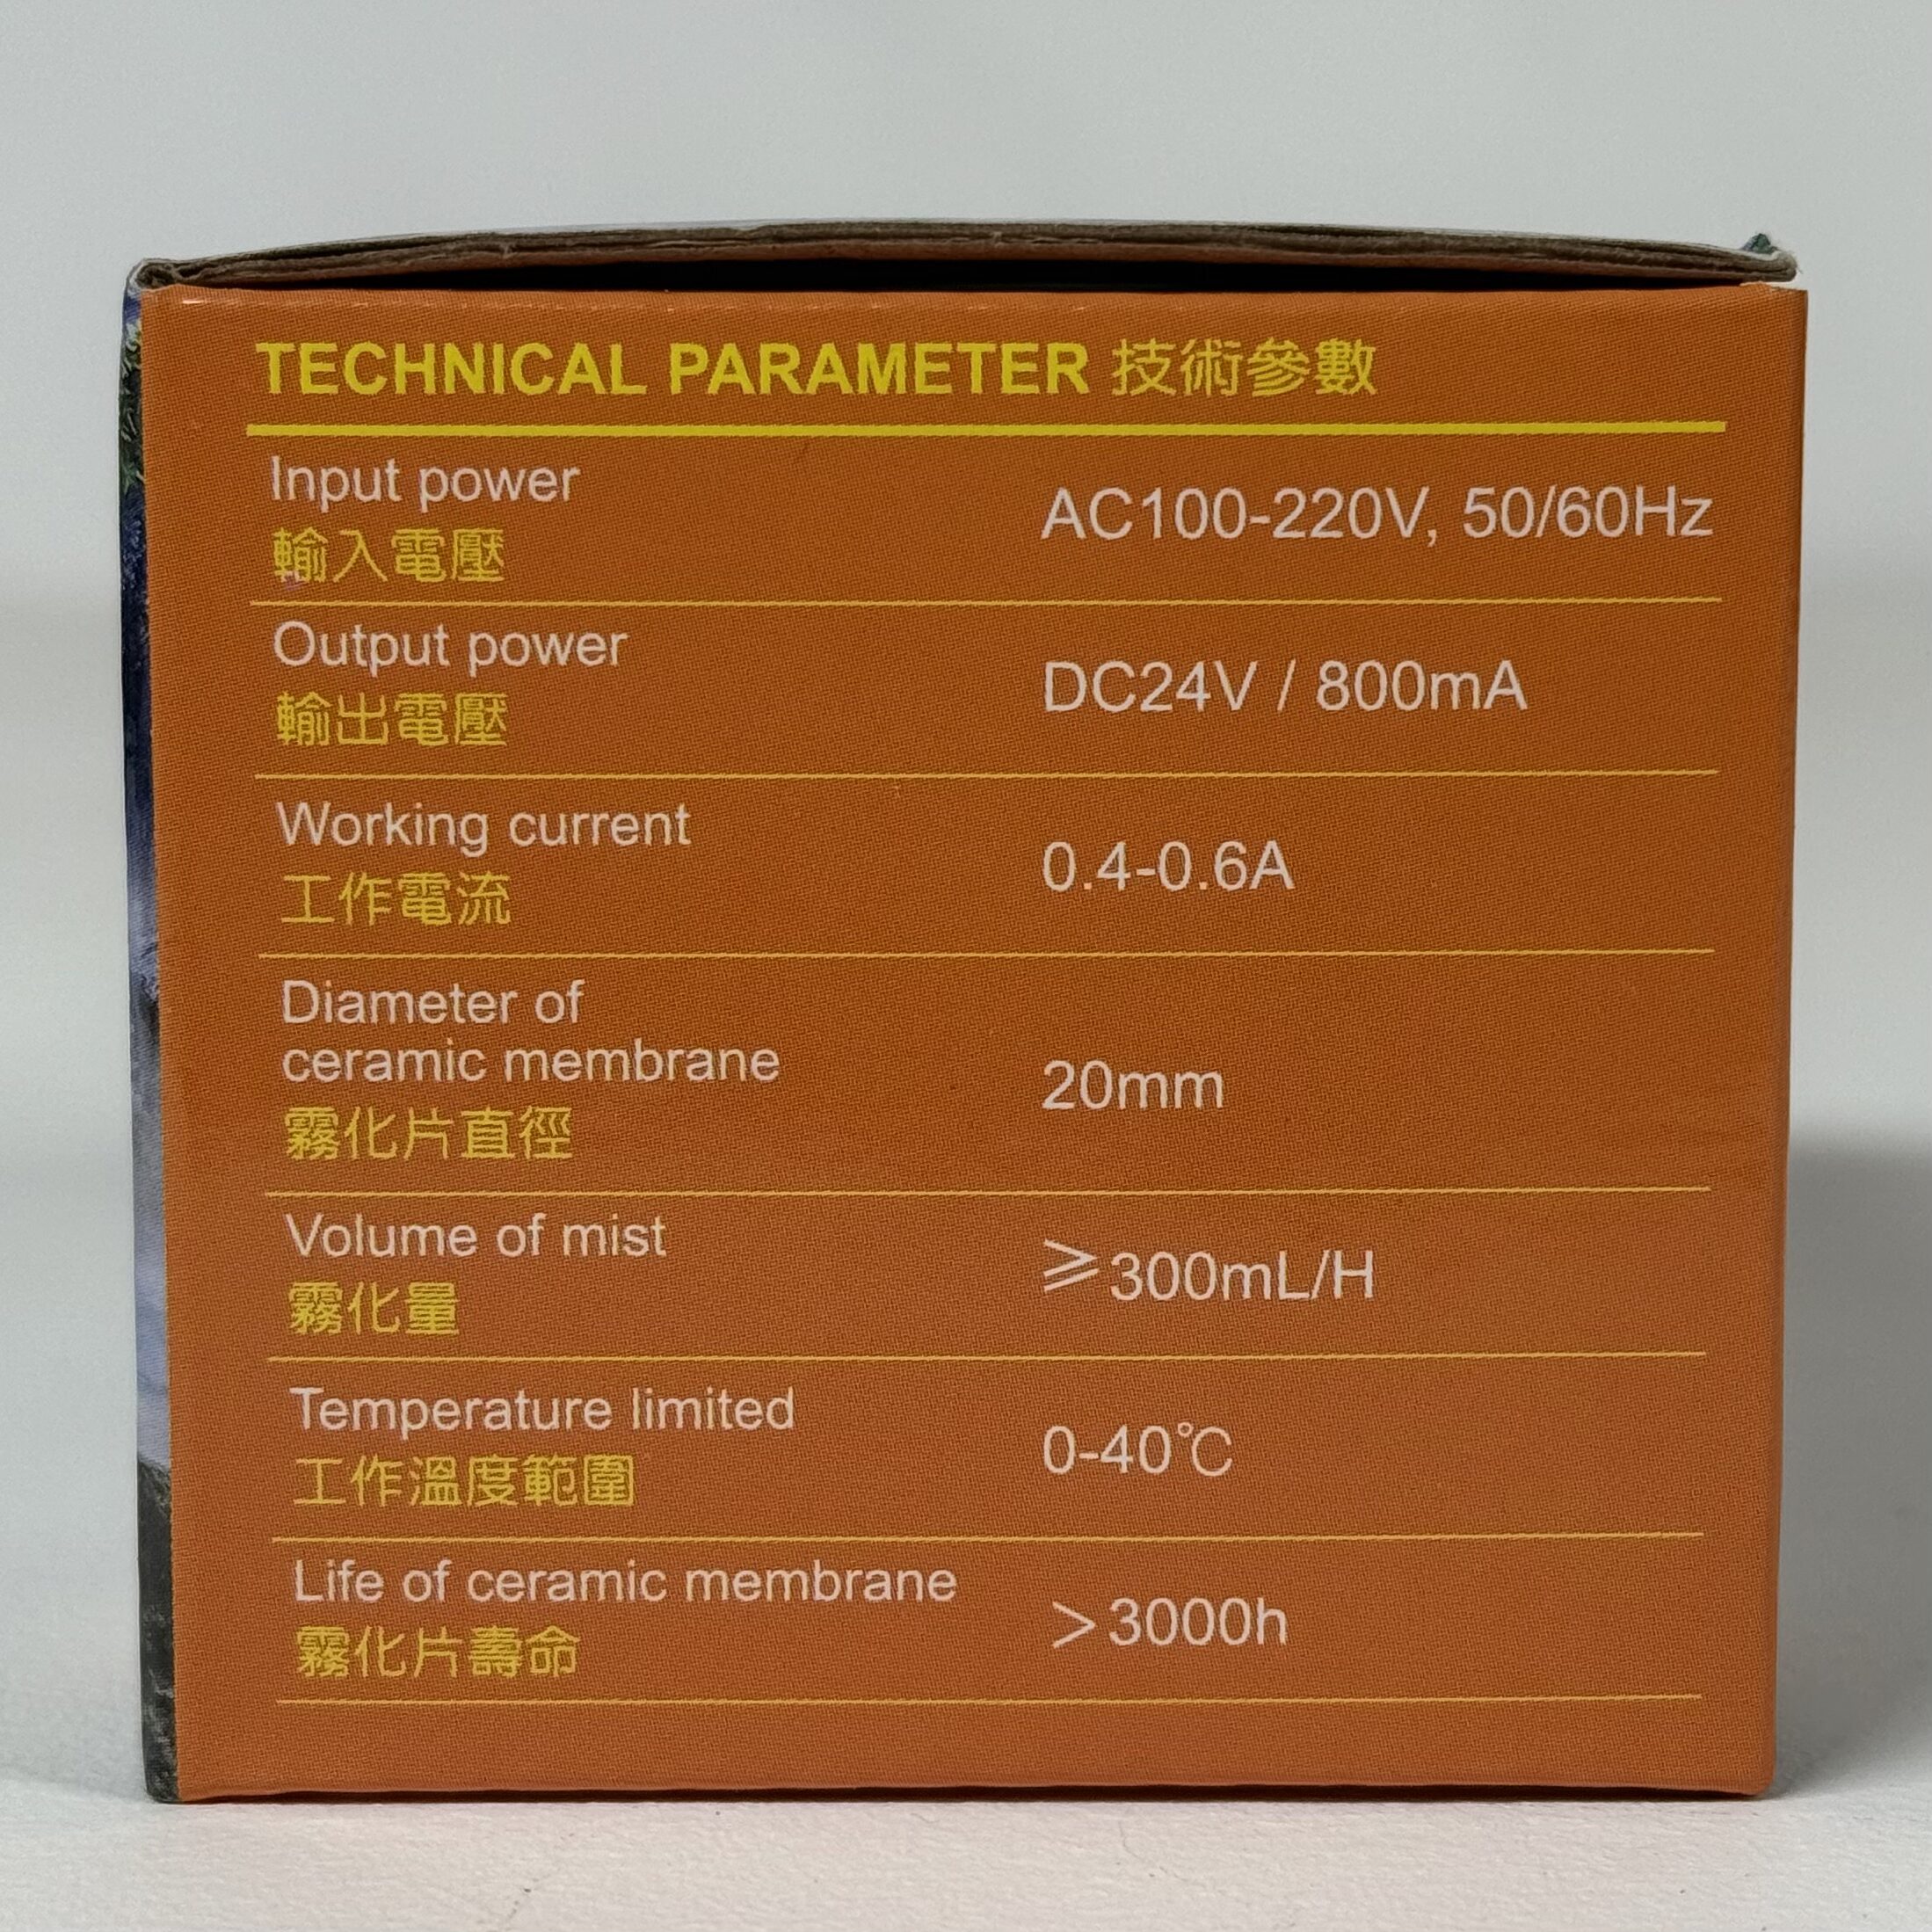 TECHNICAL PARAMETER 技術參數
Input power
輸入電壓
AC100-220V, 50/60Hz
Output power
輸出電壓
DC24V / 800mA
Working current
工作電流
0.4-0.6A
Diameter of
ceramic membrane
霧化片直徑
20mm
Volume of mist
霧化量
⩾300mL/H
Temperature limited
工作溫度範圍
0-40℃
Life of ceramic membrane
霧化片壽命
>3000h